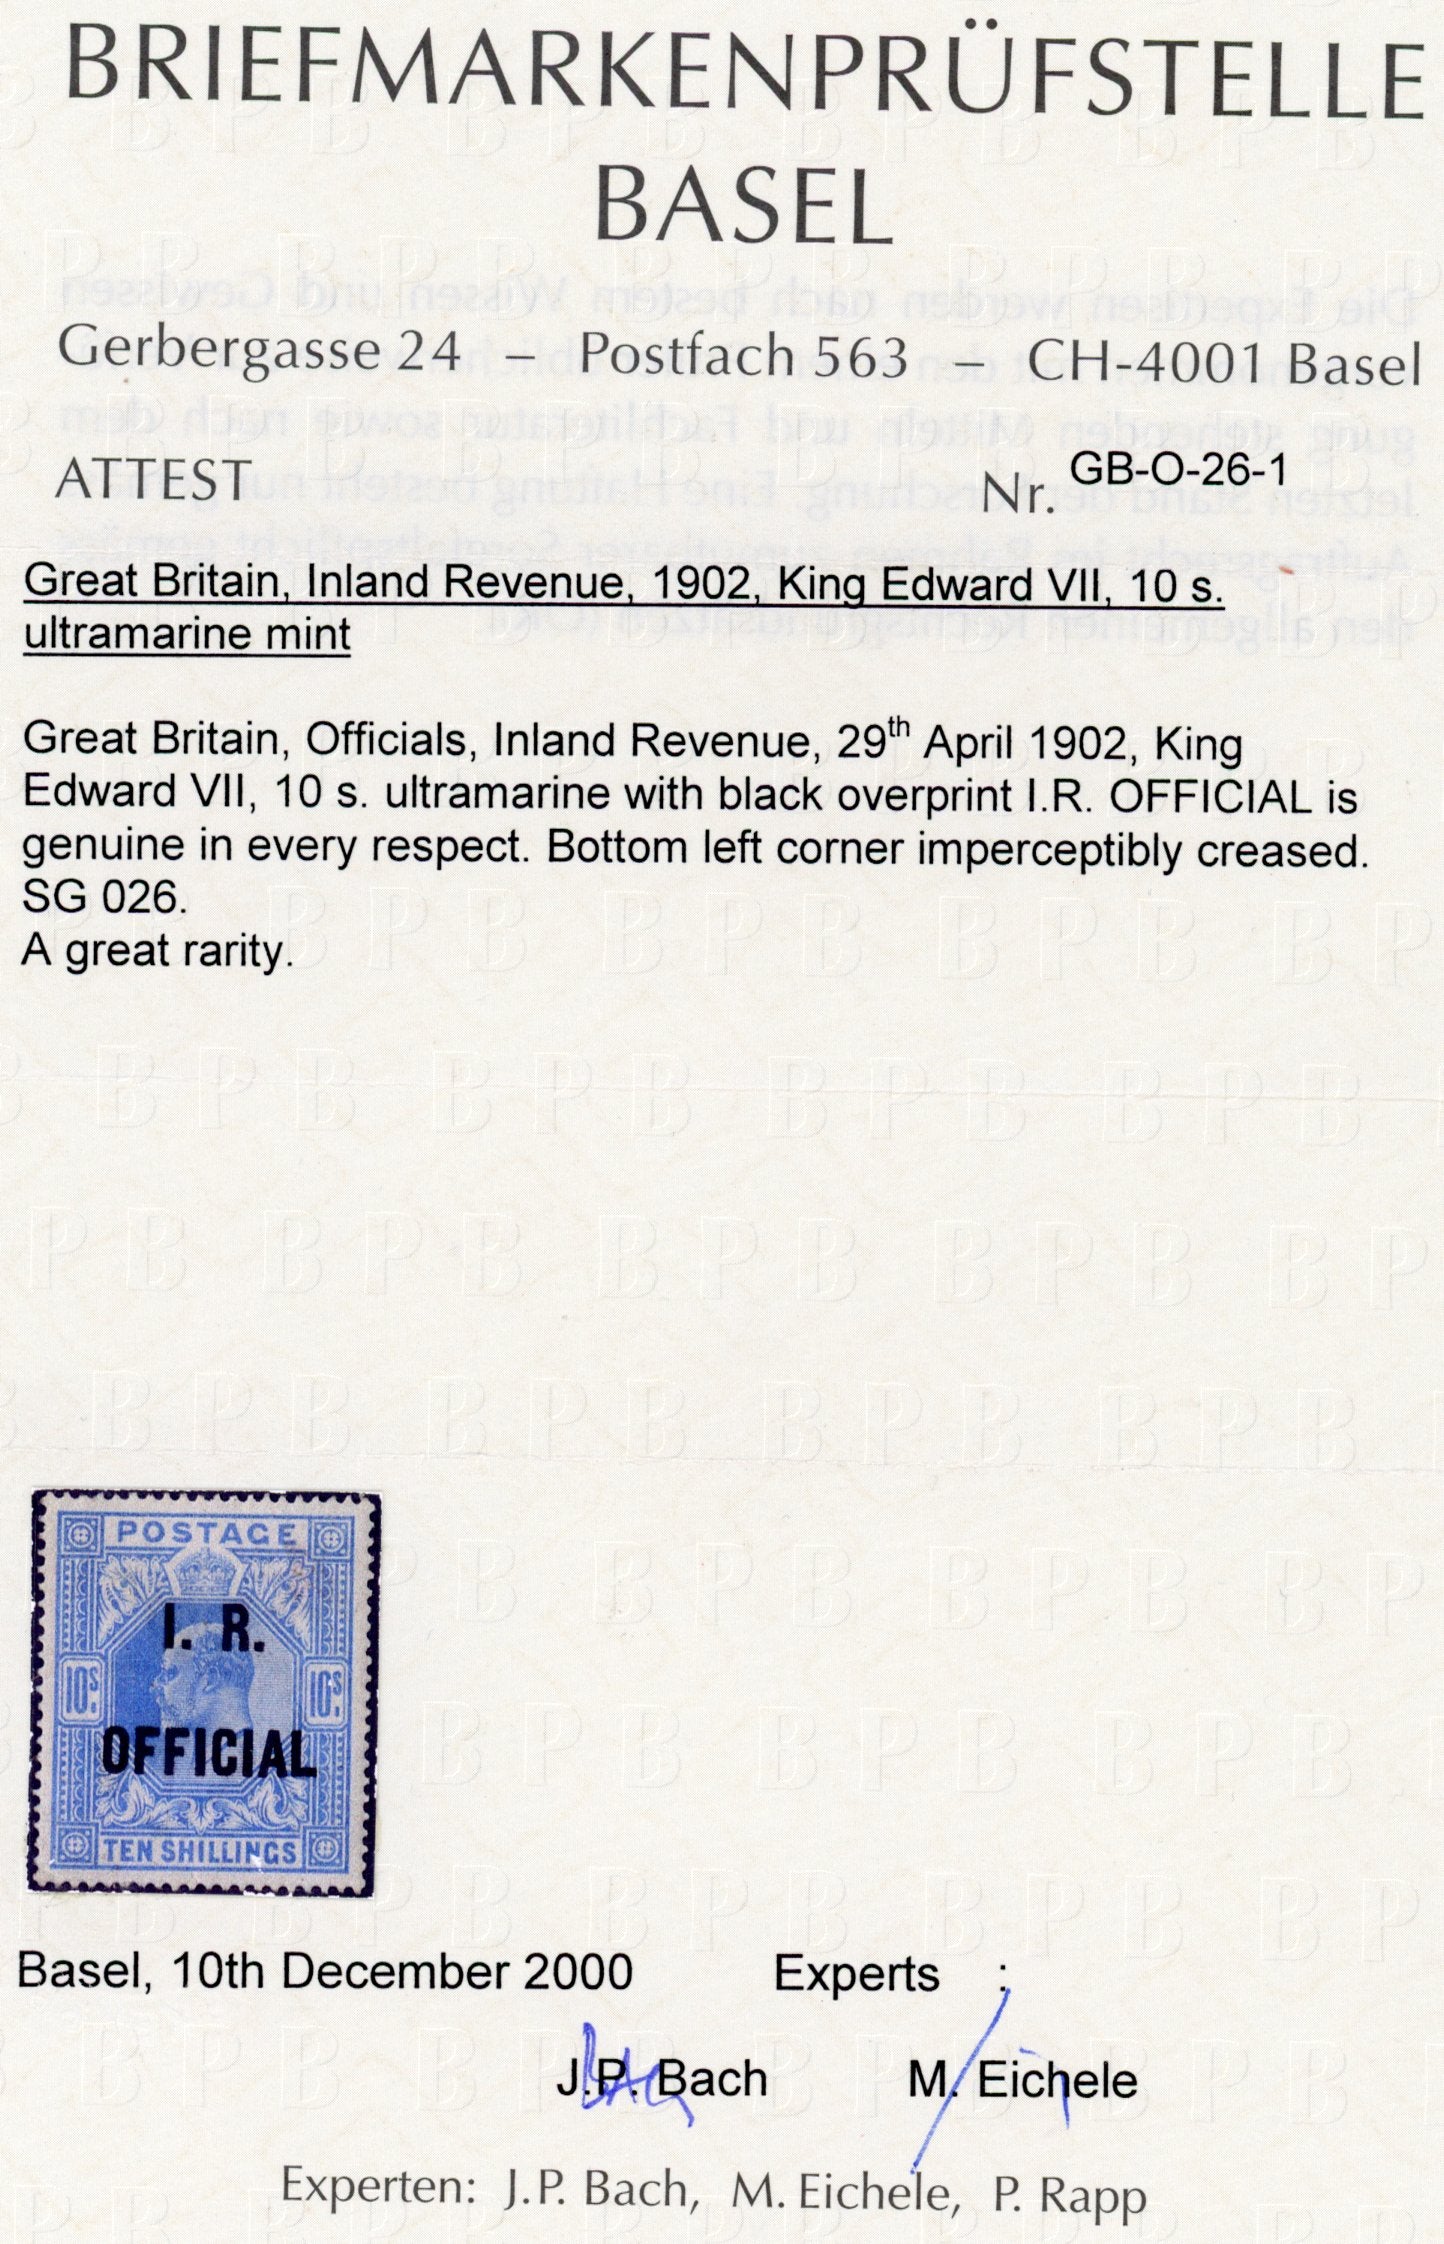 BRIEFMARKENPRÜFSTELLE
BASEL
Gerbergasse 24 – Postfach 563 – CH-4001 Basel
ATTEST Nr. GB-O-26-1
Great Britain, Inland Revenue, 1902, King Edward VII, 10 s.
ultramarine mint
Great Britain, Officials, Inland Revenue, 29th April 1902, King
Edward VII, 10 s. ultramarine with black overprint I.R. OFFICIAL is
genuine in every respect. Bottom left corner imperceptibly creased.
SG 026.
A great rarity.
POSTAGE
I. R.
10s 10s
OFFICIAL
TEN SHILLINGS
Basel, 10th December 2000 Experts :
J.P. Bach M. Eichele
Experten: J.P. Bach, M. Eichele, P. Rapp